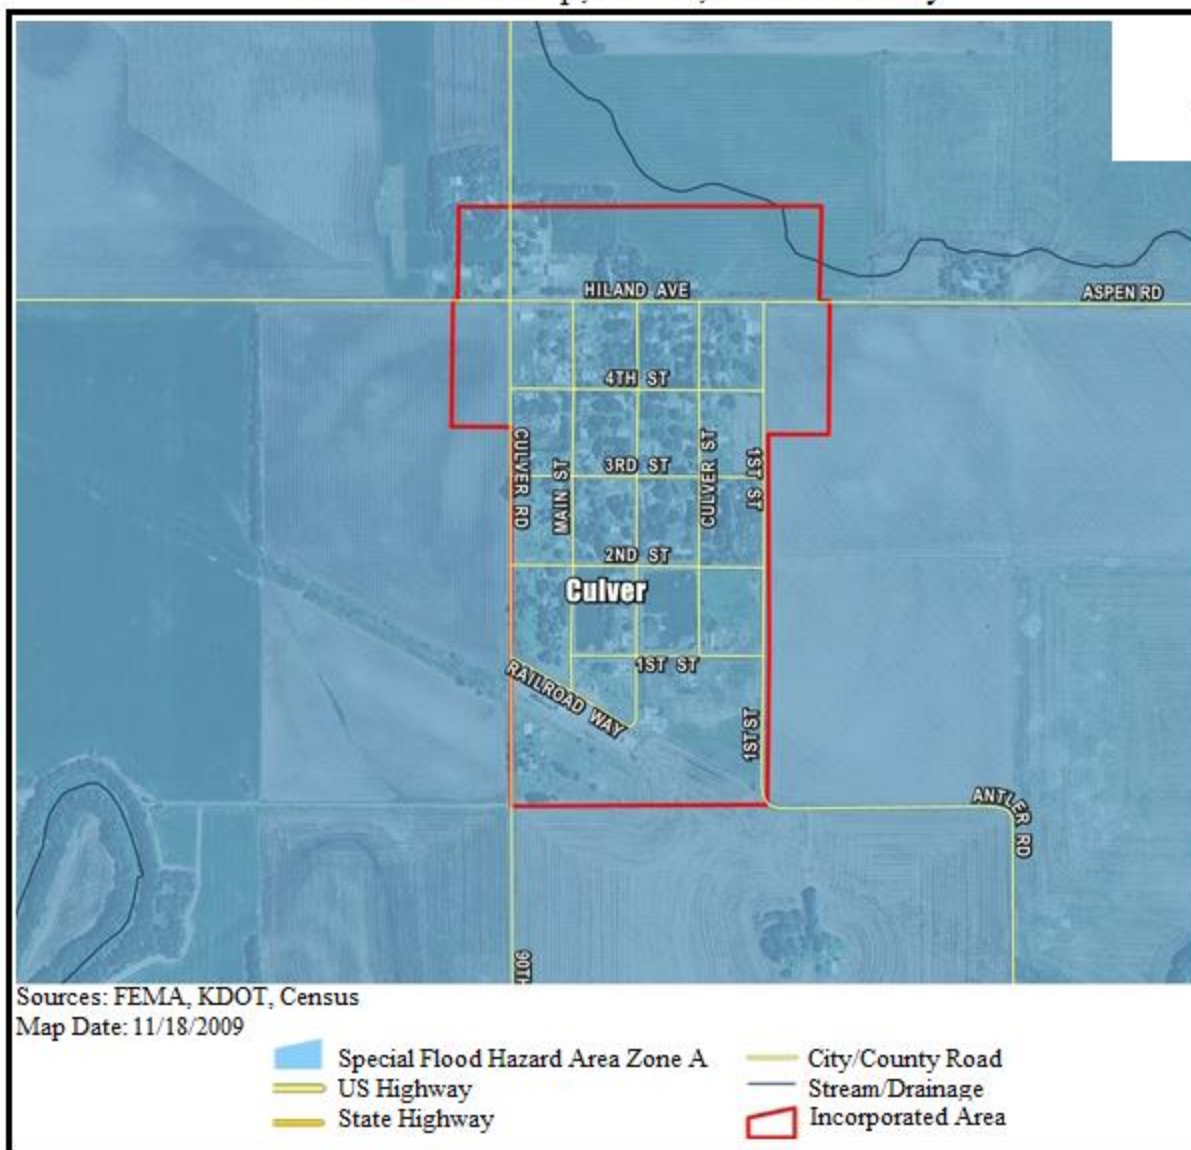 HILAND AVE
ASPEN RD
4TH ST
CULVER RD
MAIN ST
3RD ST
CULVER ST
1ST ST
2ND ST
Culver
1ST ST
RAILROAD WAY
1ST ST
ANTLER RD
90TH
Sources: FEMA, KDOT, Census
Map Date: 11/18/2009
Special Flood Hazard Area Zone A
City/County Road
US Highway
Stream/Drainage
State Highway
Incorporated Area